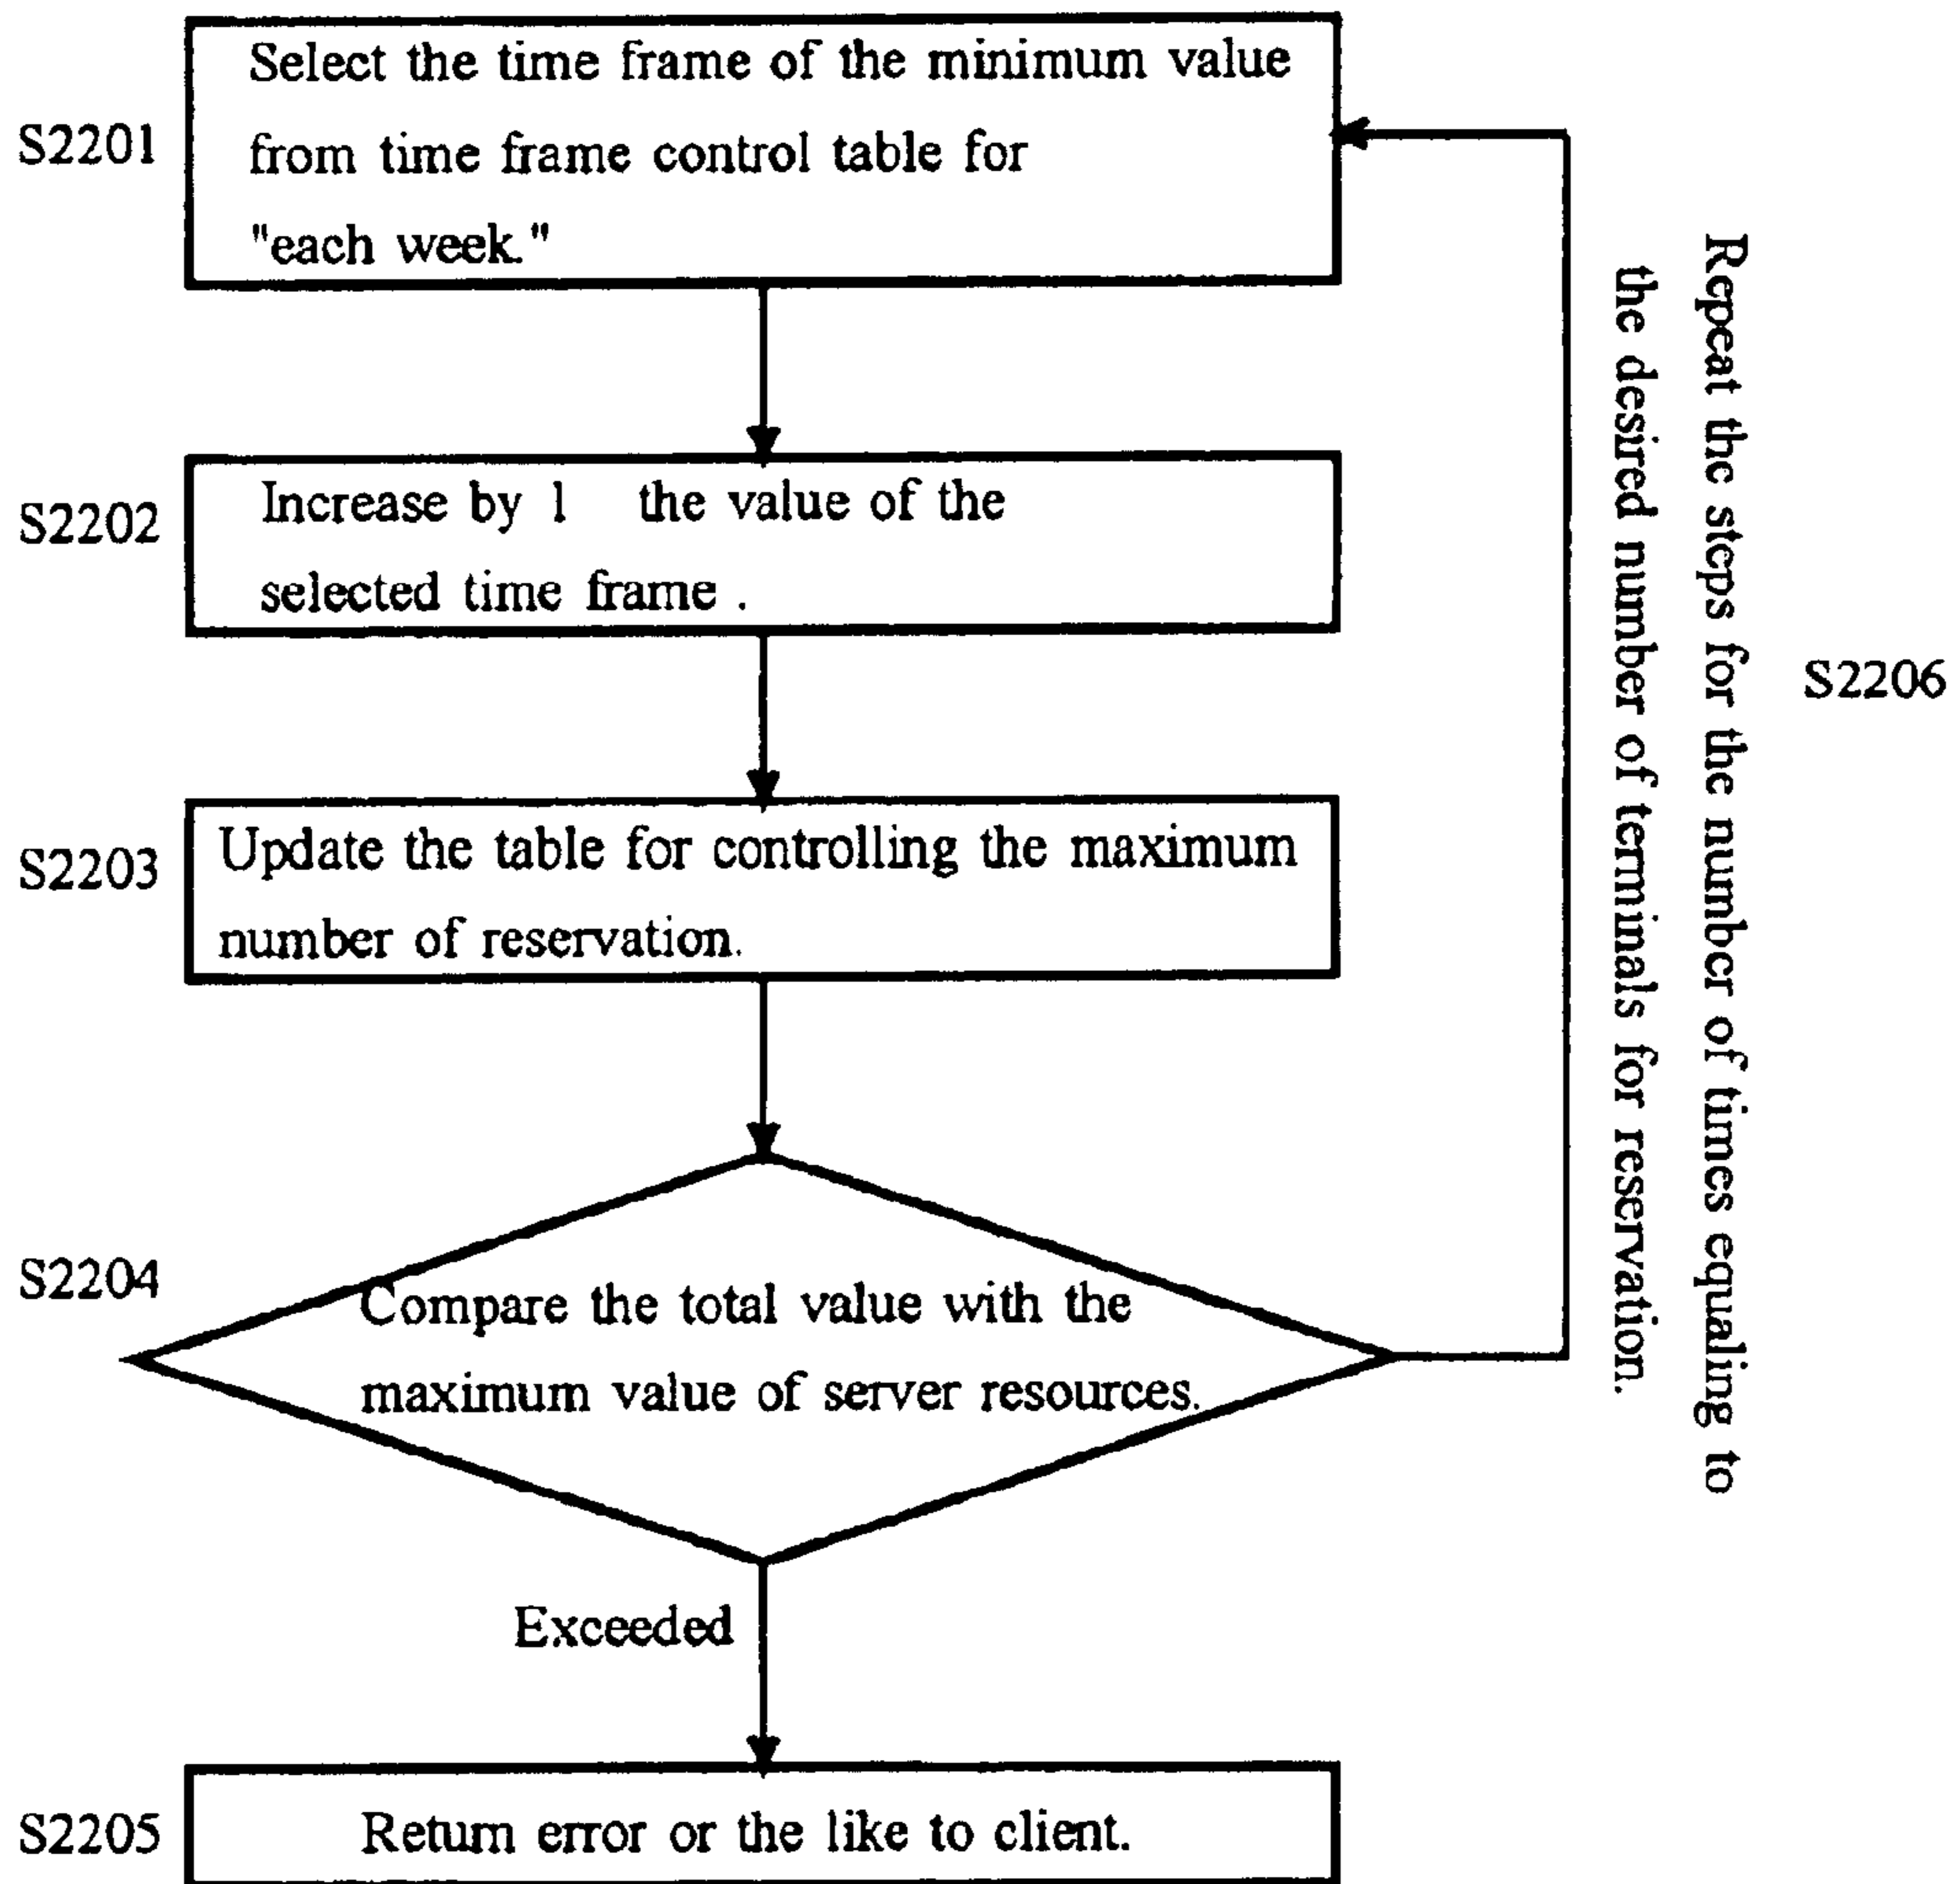 S2201
Select the time frame of the minimum value
from time frame control table for
"each week."
S2202
Increase by 1 the value of the
selected time frame .
S2203
Update the table for controlling the maximum
number of reservation.
S2204
Compare the total value with the
maximum value of server resources.
Exceeded
S2205
Return error or the like to client.
Repeat the steps for the number of times equaling to
the desired number of terminals for reservation.
S2206